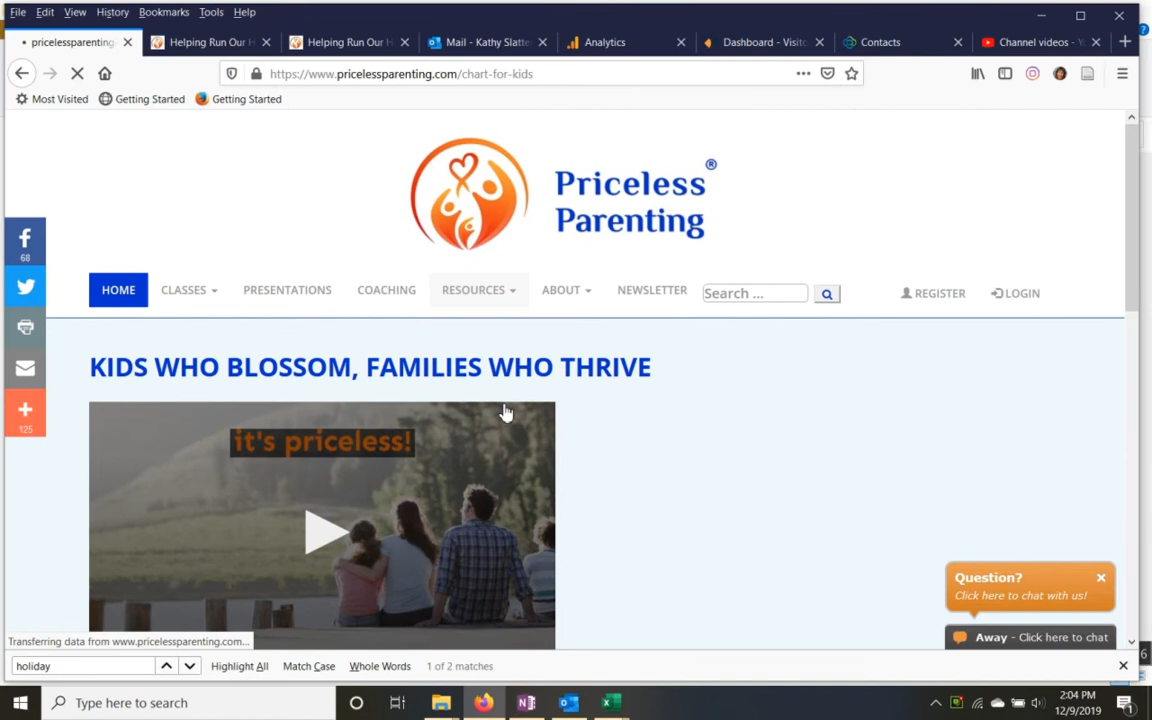 File Edit View History Bookmarks Tools Help
pricelessparenting Helping Run Our H Helping Run Our H Mail - Kathy Slatte Analytics Dashboard - Visito Contacts Channel videos - Y
https://www.pricelessparenting.com/chart-for-kids
Most Visited Getting Started Getting Started
Priceless ®
Parenting
HOME CLASSES PRESENTATIONS COACHING RESOURCES ABOUT NEWSLETTER Search ... REGISTER LOGIN
68
125
KIDS WHO BLOSSOM, FAMILIES WHO THRIVE
it's priceless!
Question?
Click here to chat with us!
Away - Click here to chat
Transferring data from www.pricelessparenting.com...
holiday Highlight All Match Case Whole Words 1 of 2 matches
Type here to search
2:04 PM
12/9/2019